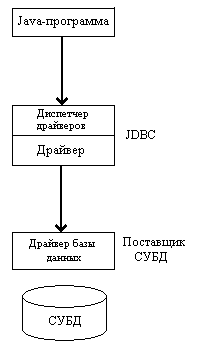 Java-программа
Диспетчер
драйверов
Драйвер
JDBC
Драйвер базы
данных
Поставщик
СУБД
СУБД